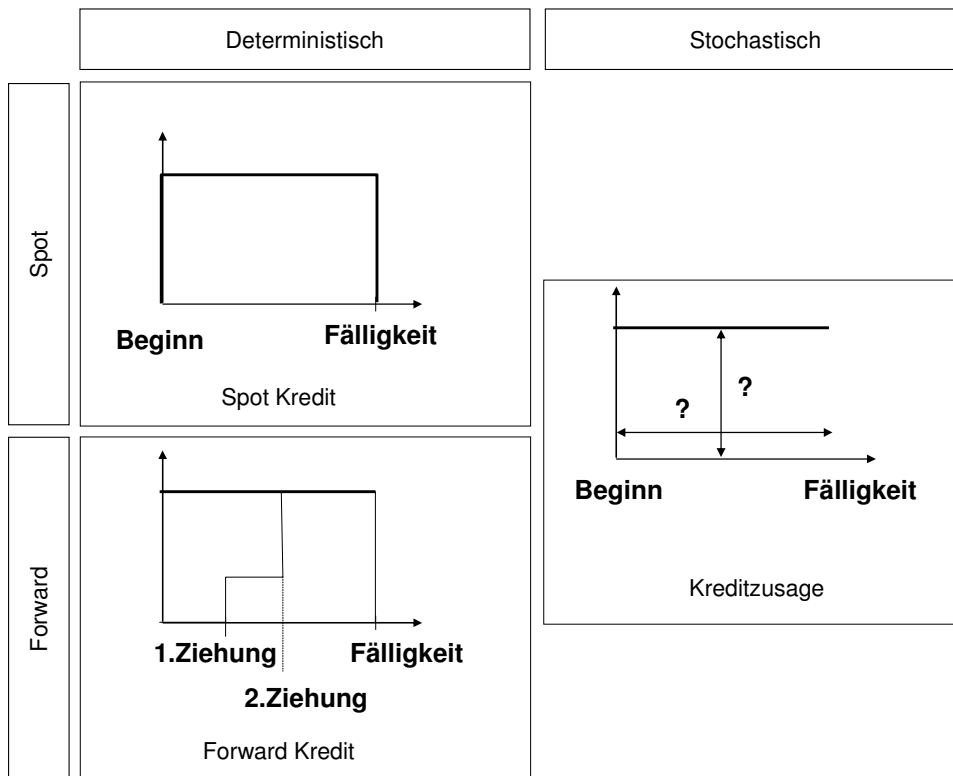 Deterministisch
Stochastisch
Spot
Beginn
Fälligkeit
Spot Kredit
?
?
Beginn
Fälligkeit
Kreditzusage
Forward
1.Ziehung
Fälligkeit
2.Ziehung
Forward Kredit